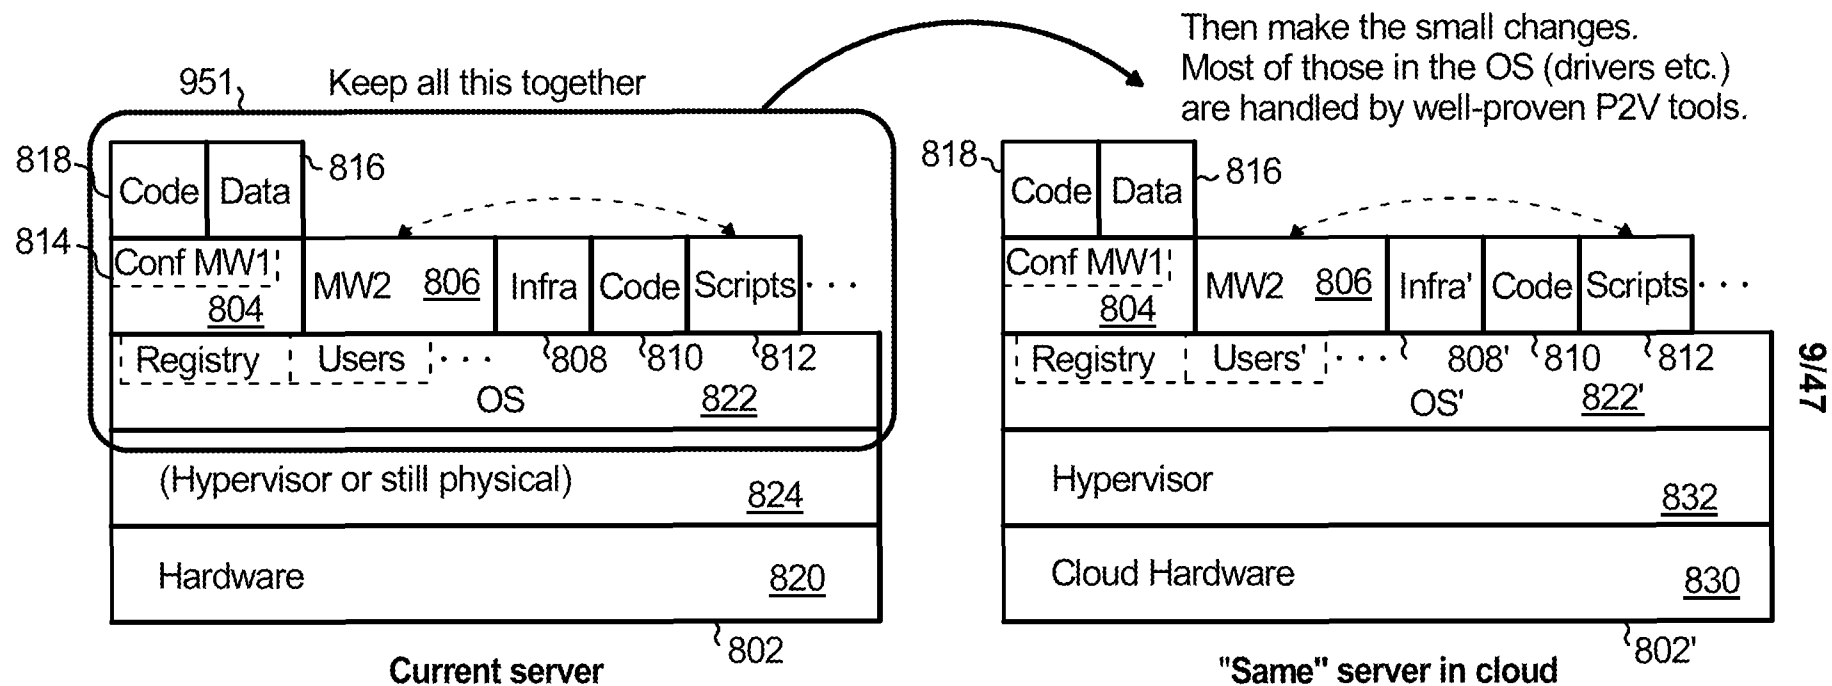 Then make the small changes.
Most of those in the OS (drivers etc.)
are handled by well-proven P2V tools.
951
Keep all this together
818
Code
Data
816
814
Conf MW1
804
MW2
806
Infra
Code
Scripts
. . .
Registry
Users
. . .
808
810
812
OS
822
(Hypervisor or still physical)
824
Hardware
820
802
Current server
818
Code
Data
816
Conf MW1
804
MW2
806
Infra'
Code
Scripts
. . .
Registry
Users'
. . .
808'
810
812
OS'
822'
Hypervisor
832
Cloud Hardware
830
802'
"Same" server in cloud
9/47